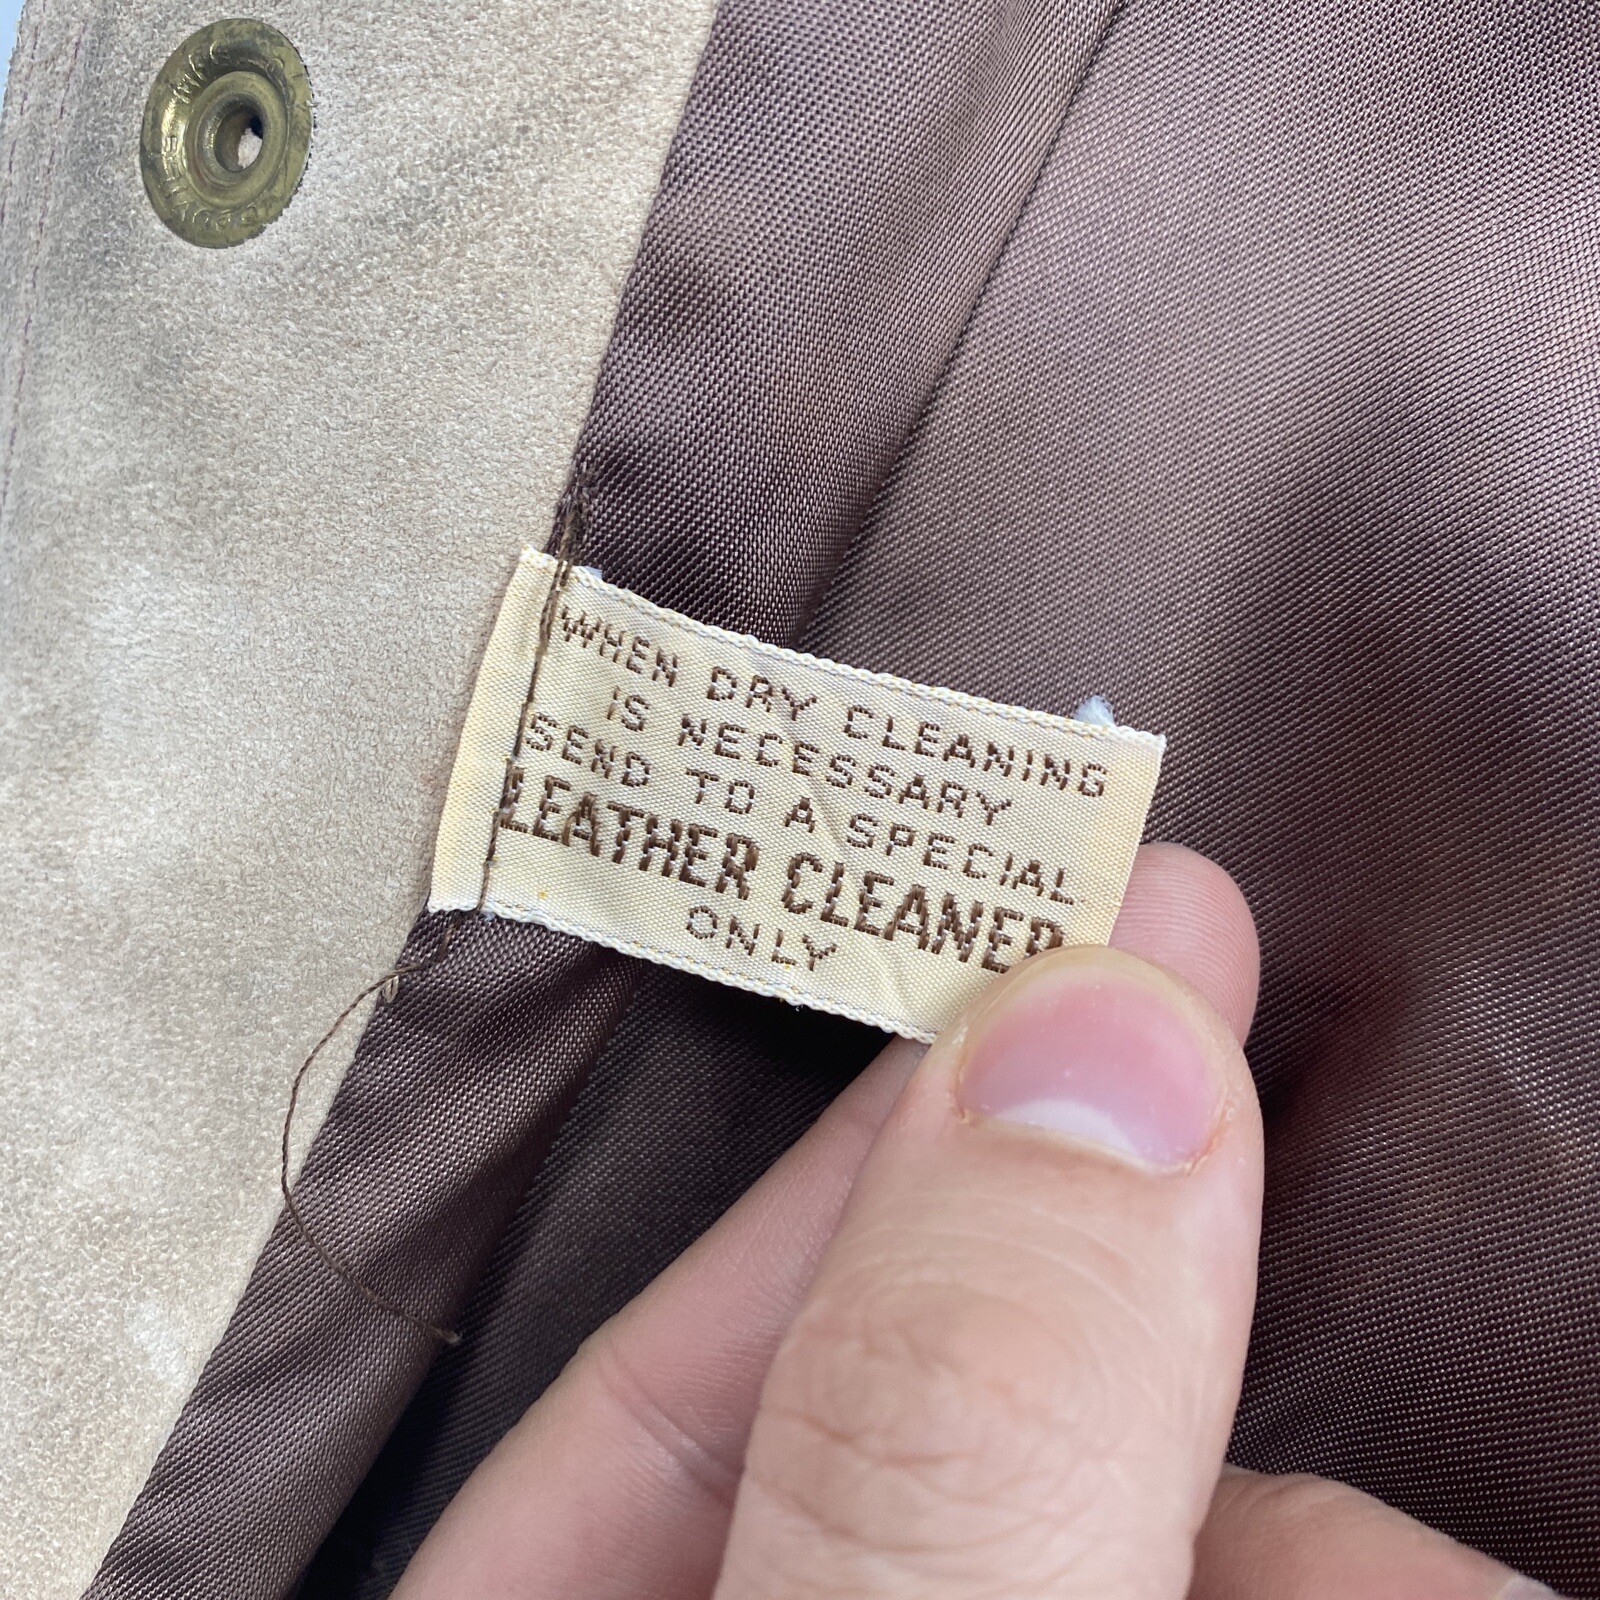 WHEN DRY CLEANING
IS NECESSARY
SEND TO A SPECIAL
LEATHER CLEANER
ONLY